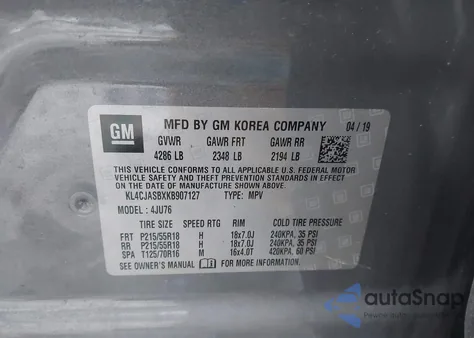 GM
MFD BY GM KOREA COMPANY 04 / 19
GVWR GAWR FRT GAWR RR
4286 LB 2348 LB 2194 LB
THIS VEHICLE CONFORMS TO ALL APPLICABLE U.S. FEDERAL MOTOR
VEHICLE SAFETY, BUMPER, AND THEFT PREVENTION STANDARDS IN
EFFECT ON THE DATE OF MANUFACTURE SHOWN ABOVE.
KL4CJASBXKB907127 TYPE: MPV
MODEL: 4JU76
TIRE SIZE SPEED RTG RIM COLD TIRE PRESSURE
FRT P215/55R18 H 18x7.0J 240KPA, 35 PSI
RR P215/55R18 H 18x7.0J 240KPA, 35 PSI
SPA T125/70R16 M 16x4.0T 420KPA, 60 PSI
SEE OWNER'S MANUAL FOR MORE INFORMATION
autoSnap